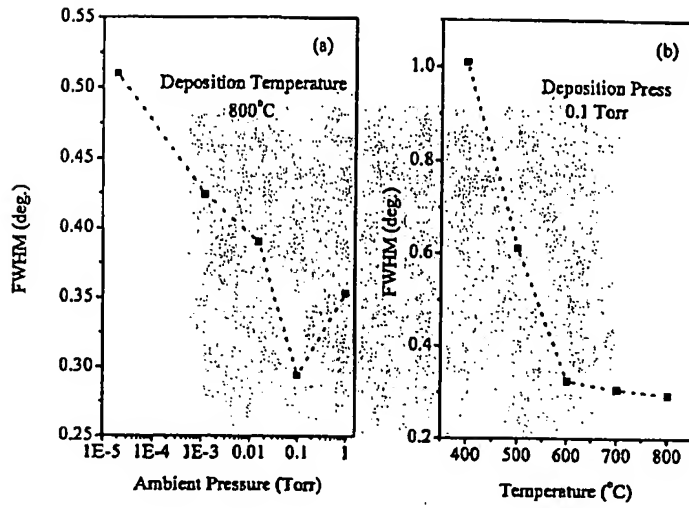 (a)
Deposition Temperature
800°C
0.55
0.50
0.45
0.40
0.35
0.30
0.25
FWHM (deg.)
1E-5 1E-4 1E-3 0.01 0.1 1
Ambient Pressure (Torr)
(b)
Deposition Press
0.1 Torr
1.0
0.8
0.6
0.4
0.2
FWHM (deg.)
400 500 600 700 800
Temperature (°C)